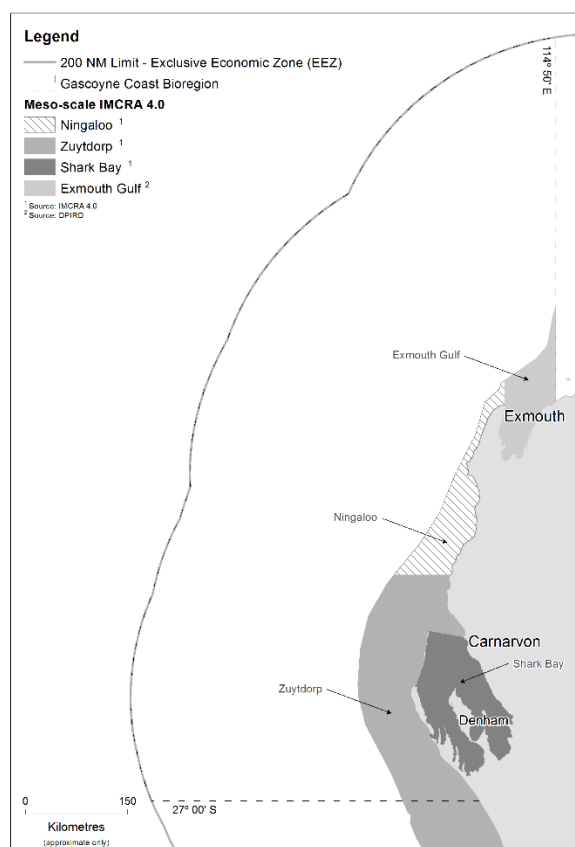 Legend
200 NM Limit - Exclusive Economic Zone (EEZ)
Gascoyne Coast Bioregion
Meso-scale IMCRA 4.0
Ningaloo 1
Zuytdorp 1
Shark Bay 1
Exmouth Gulf 2
1 Source: IMCRA 4.0
2 Source: DPIRD
114° 50' E
Exmouth Gulf
Exmouth
Ningaloo
Carnarvon
Shark Bay
Zuytdorp
Denham
0 150
27° 00' S
Kilometres
(approximate only)